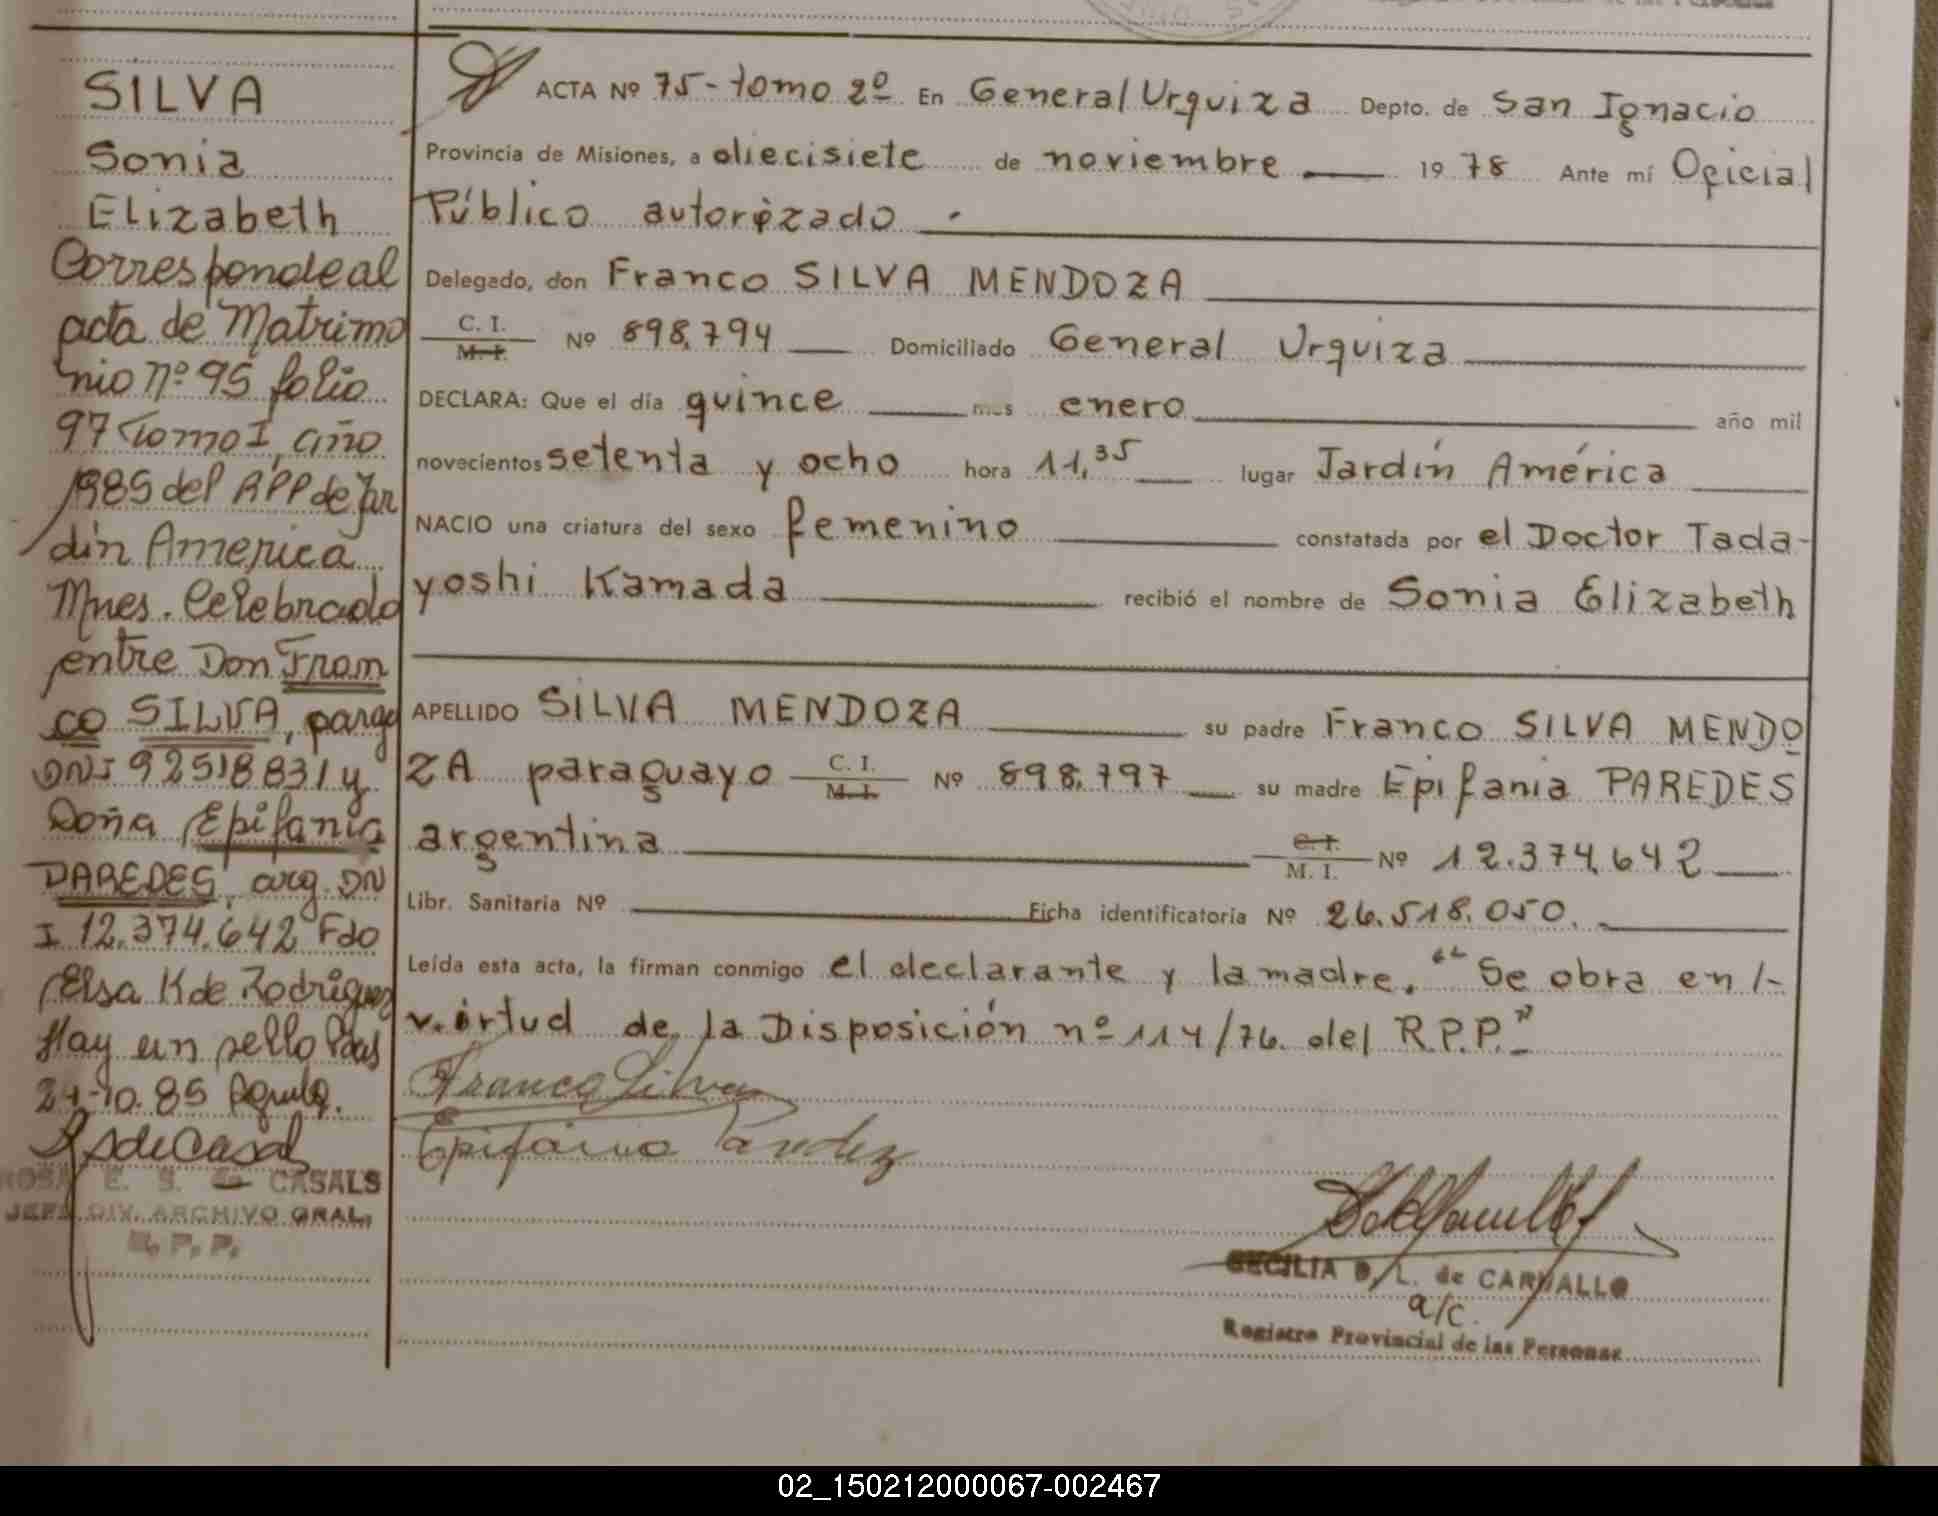 SILVA
Sonia
Elizabeth
Corresponde al
acta de Matrimo
nio nº 95 folio
97 Tomo I, año
1985 del RPP de Jar
din America
Mnes. Celebrado
entre Don Fran
co SILVA, parag
DNI 92518831 y
Doña Epifania
PAREDES, arg. DN
I 12.374.642 Fdo
Elsa K de Rodriguez
Hay un sello Pdas
24-10.85
ROSA E. S. de CASALS
JEFE DIV. ARCHIVO GRAL.
R. P. P.
ACTA Nº 75-tomo 2º En General Urquiza Depto. de San Ignacio
Provincia de Misiones, a diecisiete de noviembre 1978 Ante mí Oficial
Público autorizado.
Delegado, don Franco SILVA MENDOZA
C. I. M. I. Nº 898.794 Domiciliado General Urquiza
DECLARA: Que el día quince mes enero año mil
novecientos setenta y ocho hora 11,35 lugar Jardín América
NACIO una criatura del sexo femenino constatada por el Doctor Tada-
yoshi Kamada recibió el nombre de Sonia Elizabeth
APELLIDO SILVA MENDOZA su padre Franco SILVA MENDO
ZA paraguayo C. I. M. I. Nº 898.797 su madre Epifania PAREDES
argentina C. I. M. I. Nº 12.374.642
Libr. Sanitaria Nº Ficha identificatoria Nº 26.518.050.
Leída esta acta, la firman conmigo el declarante y la madre. "Se obra en
virtud de la Disposición nº 114/76. del R.P.P."
Franco Silva
Epifania
CECILIA D. L. de CARVALLO
a/c.
Registro Provincial de las Personas
02_150212000067-002467